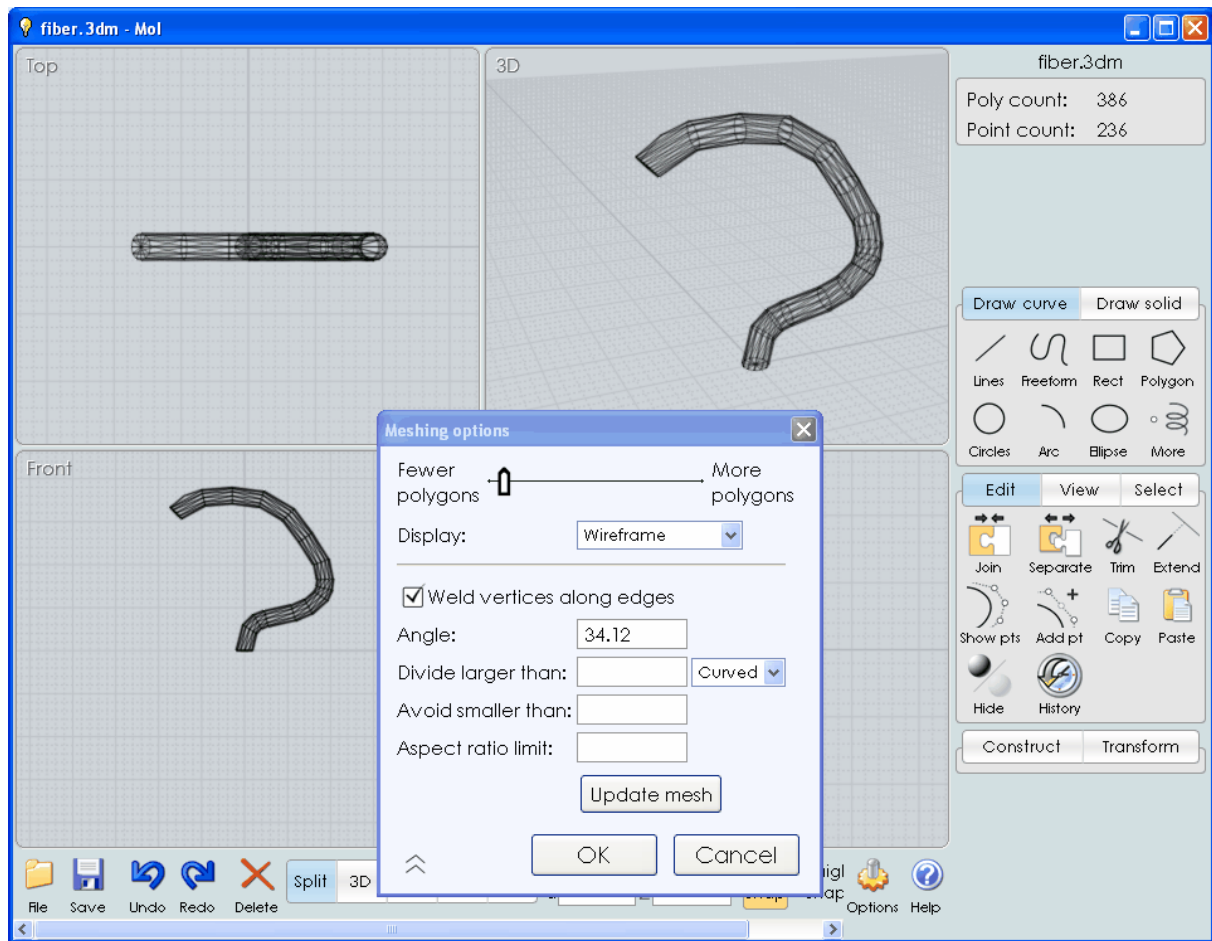 fiber.3dm - MoI
Top
3D
fiber.3dm
Poly count: 386
Point count: 236
Draw curve Draw solid
Lines Freeform Rect Polygon
Circles Arc Ellipse More
Front
Meshing options
Fewer polygons
More polygons
Display: Wireframe
Weld vertices along edges
Angle: 34.12
Divide larger than: Curved
Avoid smaller than:
Aspect ratio limit:
Update mesh
OK Cancel
Edit View Select
Join Separate Trim Extend
Show pts Add pt Copy Paste
Hide History
Construct Transform
File Save Undo Redo Delete
Split 3D
Options Help